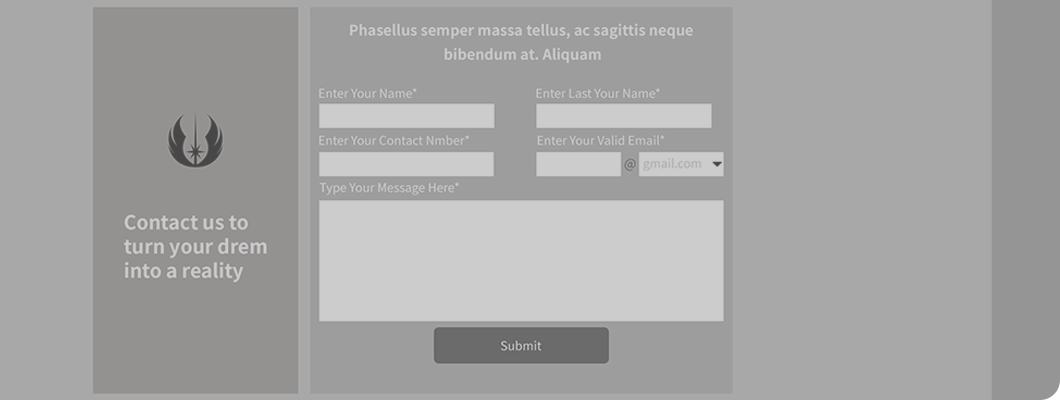 Contact us to
turn your drem
into a reality
Phasellus semper massa tellus, ac sagittis neque
bibendum at. Aliquam
Enter Your Name*
Enter Last Your Name*
Enter Your Contact Nmber*
Enter Your Valid Email*
@ gmail.com
Type Your Message Here*
Submit